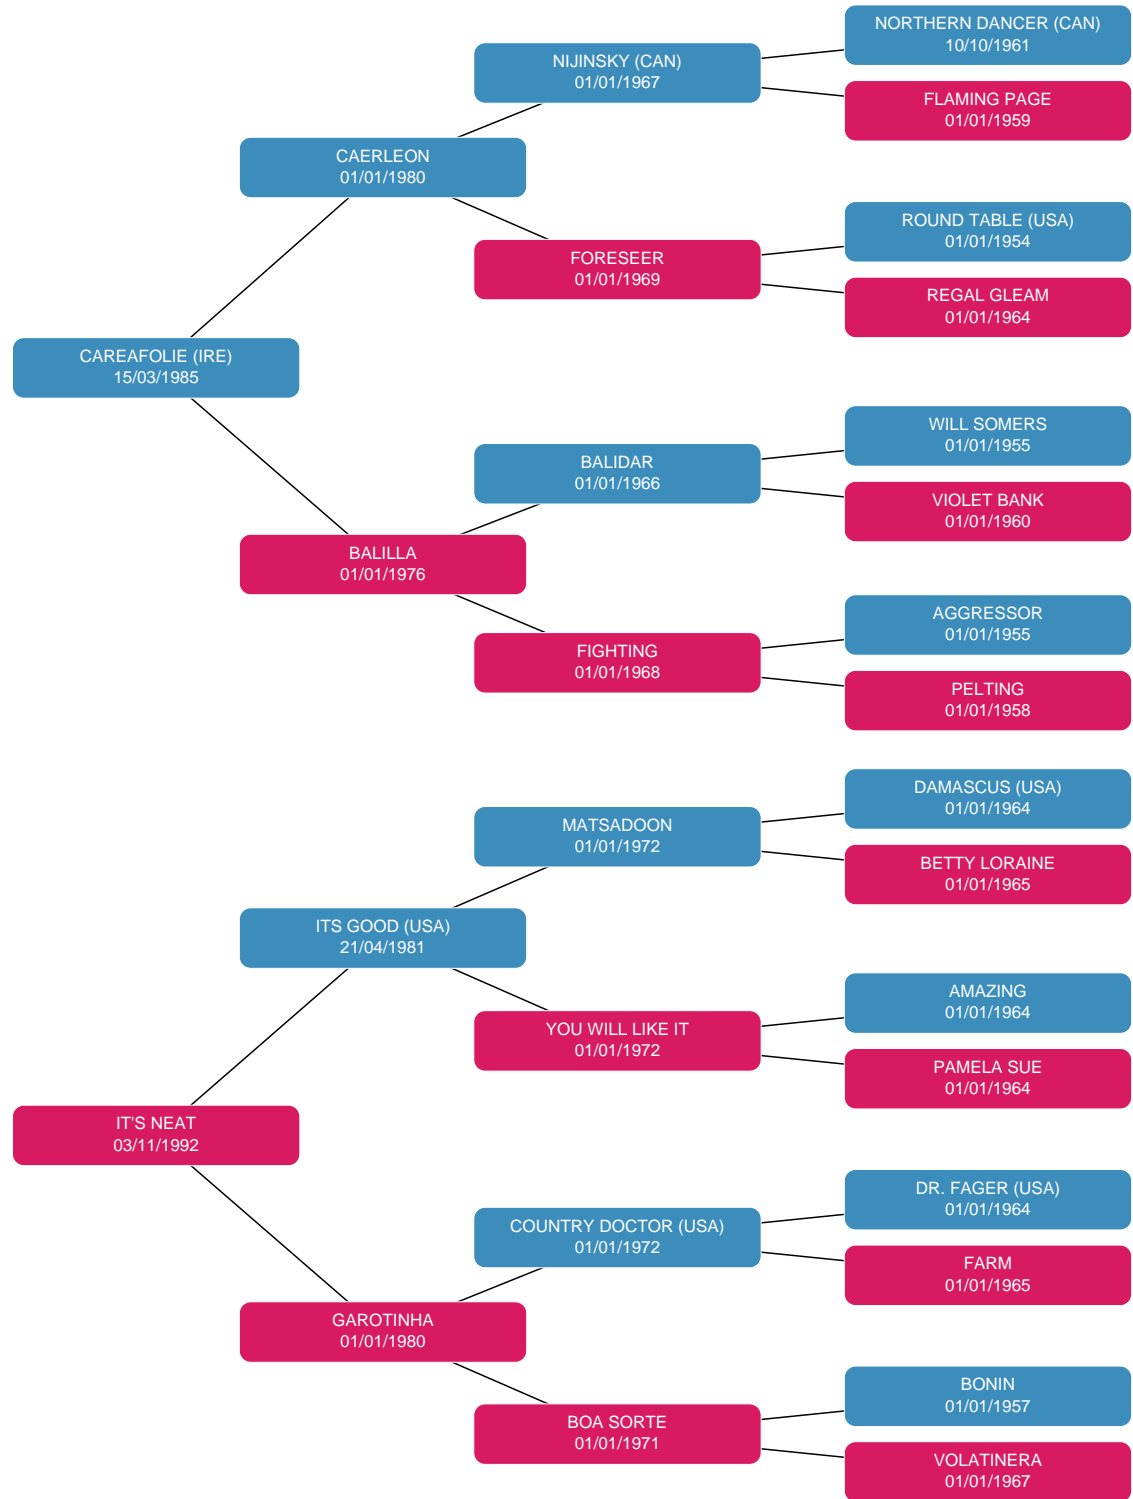 NORTHERN DANCER (CAN)
10/10/1961
NIJINSKY (CAN)
01/01/1967
FLAMING PAGE
01/01/1959
CAERLEON
01/01/1980
ROUND TABLE (USA)
01/01/1954
FORESEER
01/01/1969
REGAL GLEAM
01/01/1964
CAREAFOLIE (IRE)
15/03/1985
WILL SOMERS
01/01/1955
BALIDAR
01/01/1966
VIOLET BANK
01/01/1960
BALILLA
01/01/1976
AGGRESSOR
01/01/1955
FIGHTING
01/01/1968
PELTING
01/01/1958
DAMASCUS (USA)
01/01/1964
MATSADOON
01/01/1972
BETTY LORAINE
01/01/1965
ITS GOOD (USA)
21/04/1981
AMAZING
01/01/1964
YOU WILL LIKE IT
01/01/1972
PAMELA SUE
01/01/1964
IT'S NEAT
03/11/1992
DR. FAGER (USA)
01/01/1964
COUNTRY DOCTOR (USA)
01/01/1972
FARM
01/01/1965
GAROTINHA
01/01/1980
BONIN
01/01/1957
BOA SORTE
01/01/1971
VOLATINERA
01/01/1967